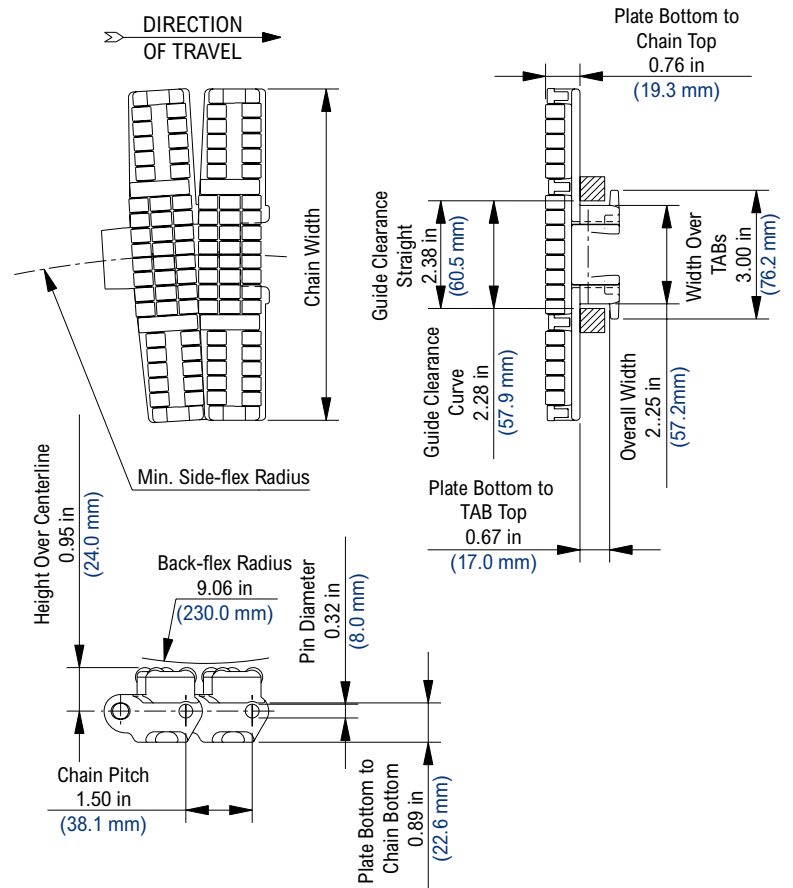 DIRECTION
OF TRAVEL
Plate Bottom to
Chain Top
0.76 in
(19.3 mm)
Chain Width
Guide Clearance
Straight
2.38 in
(60.5 mm)
Guide Clearance
Curve
2.28 in
(57.9 mm)
Width Over
TABs
3.00 in
(76.2 mm)
Overall Width
2..25 in
(57.2mm)
Min. Side-flex Radius
Plate Bottom to
TAB Top
0.67 in
(17.0 mm)
Height Over Centerline
0.95 in
(24.0 mm)
Back-flex Radius
9.06 in
(230.0 mm)
Pin Diameter
0.32 in
(8.0 mm)
Chain Pitch
1.50 in
(38.1 mm)
Plate Bottom to
Chain Bottom
0.89 in
(22.6 mm)